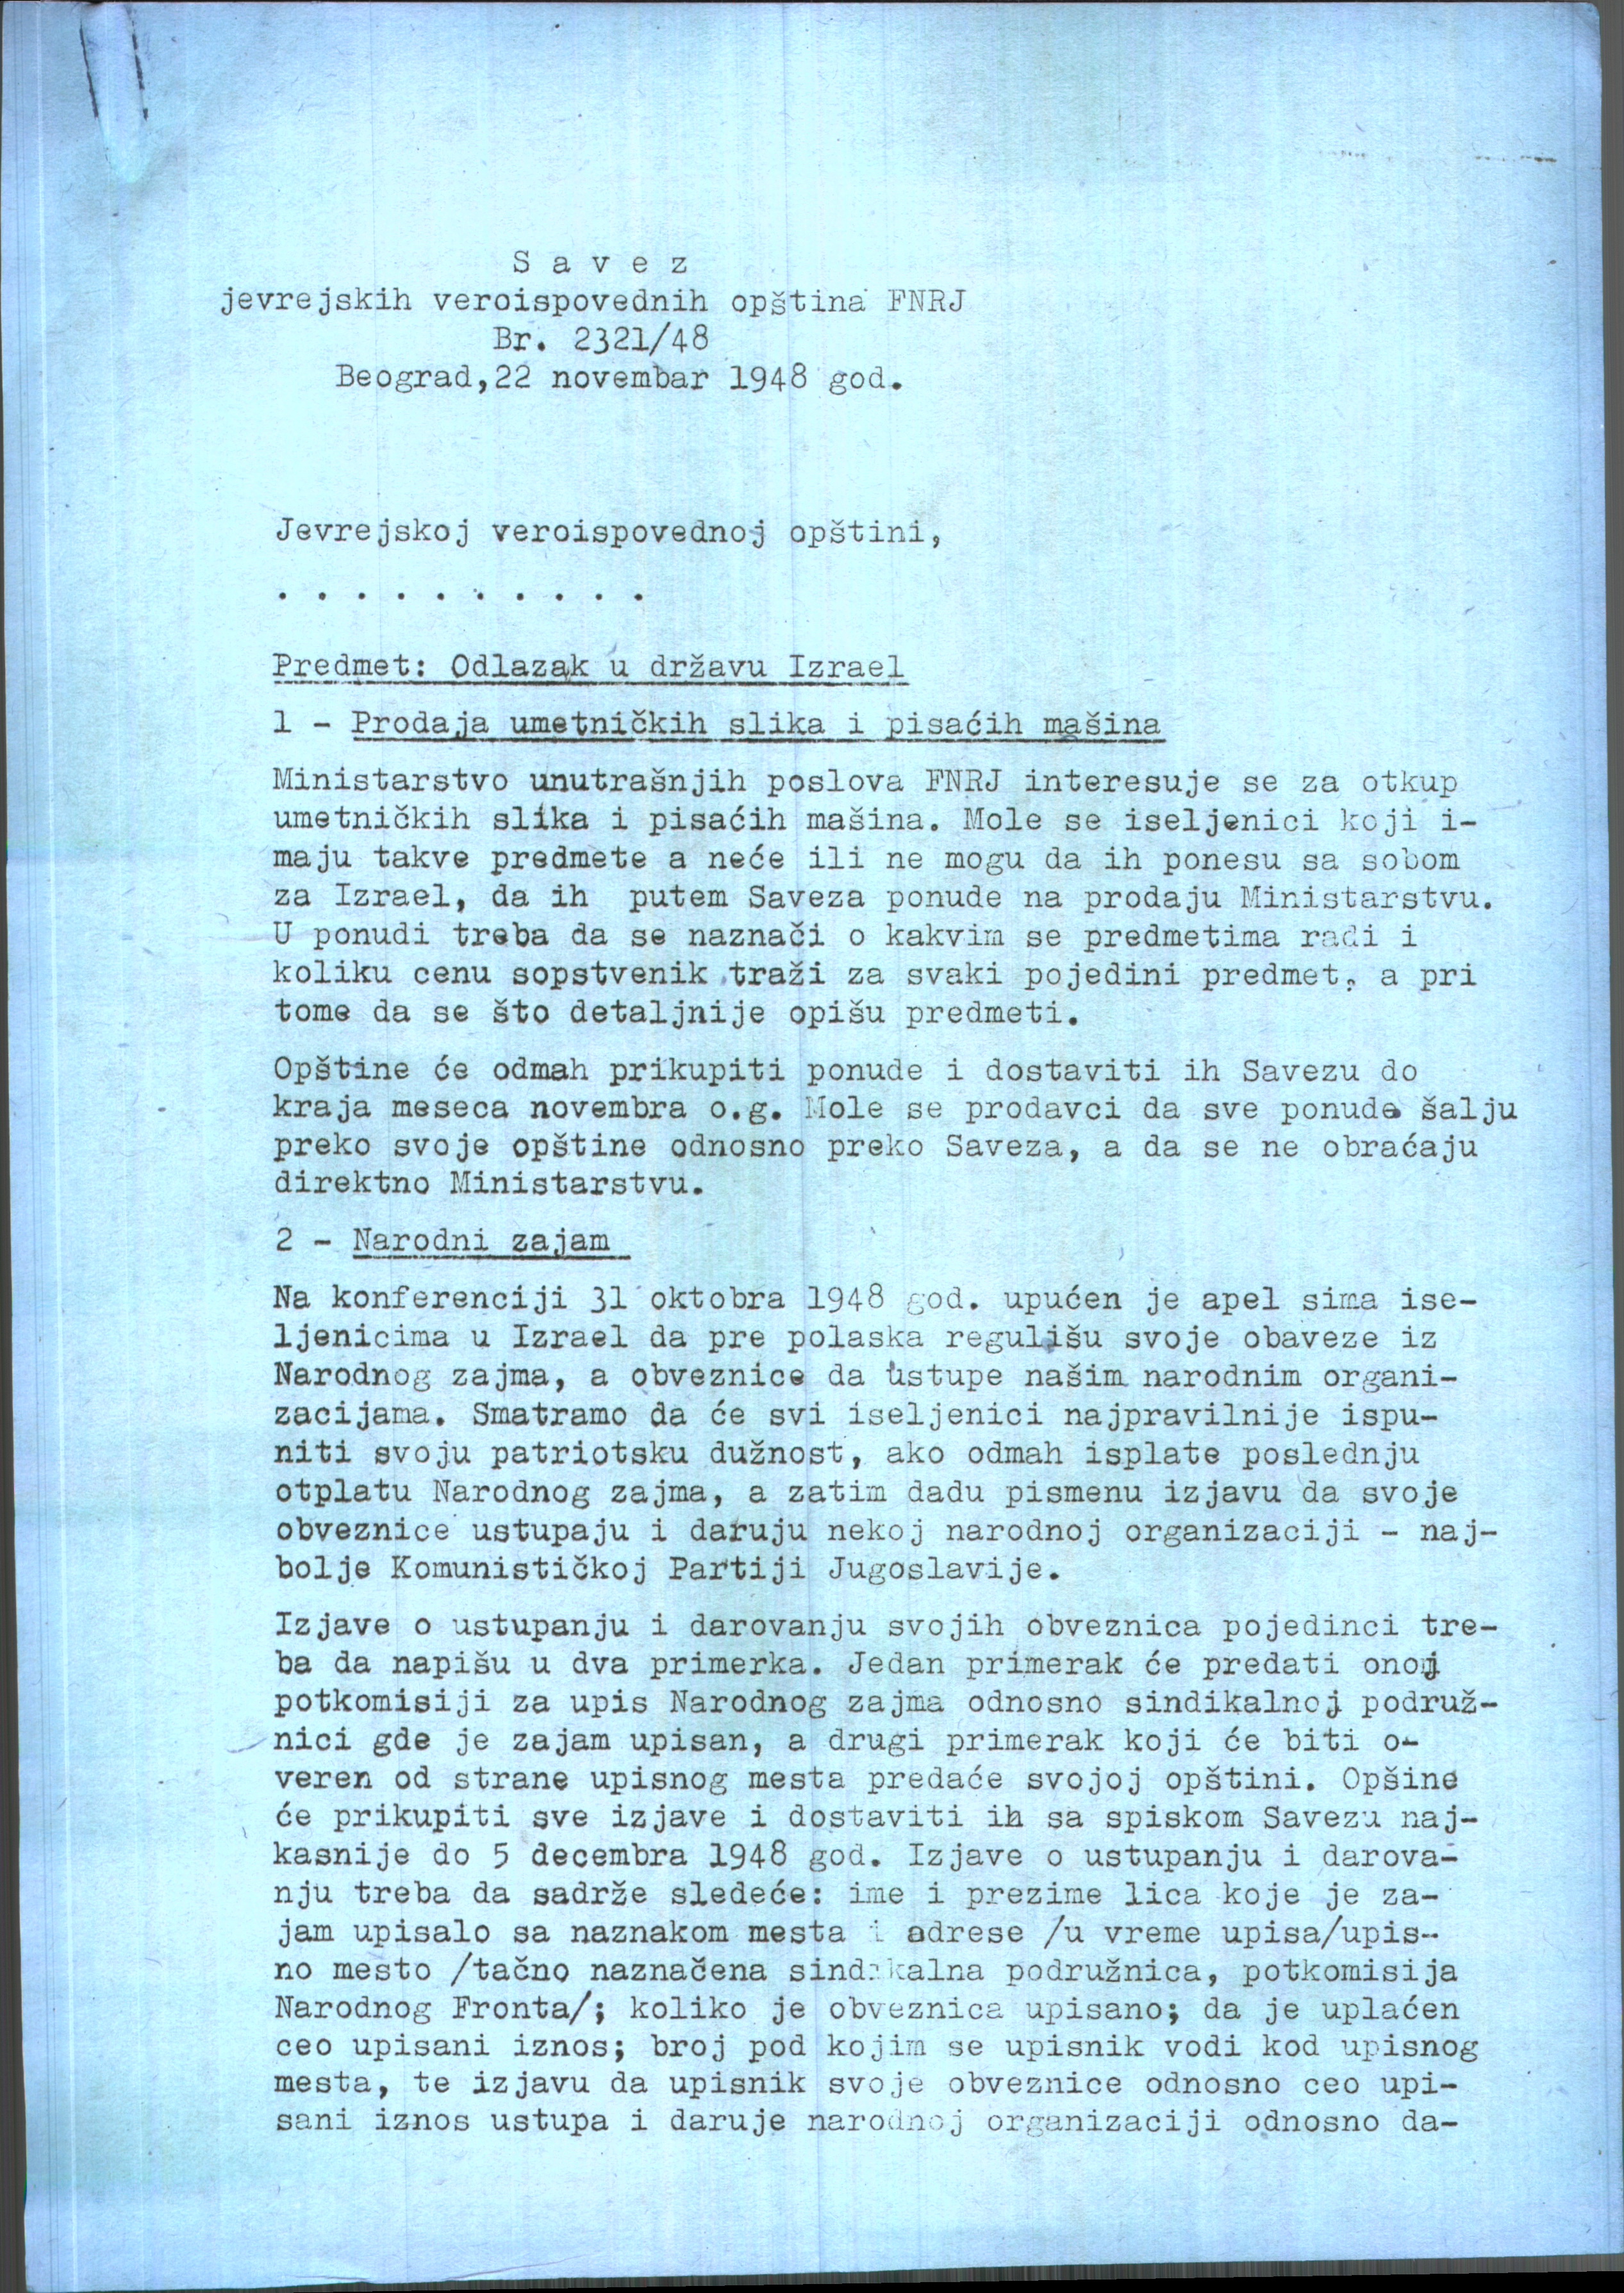 S a v e z
jevrejskih veroispovednih opština FNRJ
Br. 2321/48
Beograd,22 novembar 1948 god.
Jevrejskoj veroispovednoj opštini,
. . . . . . . . . .
Predmet: Odlazak u državu Izrael
1 - Prodaja umetničkih slika i pisaćih mašina
Ministarstvo unutrašnjih poslova FNRJ interesuje se za otkup
umetničkih slika i pisaćih mašina. Mole se iseljenici koji i-
maju takve predmete a neće ili ne mogu da ih ponesu sa sobom
za Izrael, da ih putem Saveza ponude na prodaju Ministarstvu.
U ponudi treba da se naznači o kakvim se predmetima radi i
koliku cenu sopstvenik traži za svaki pojedini predmet, a pri
tome da se što detaljnije opišu predmeti.
Opštine će odmah prikupiti ponude i dostaviti ih Savezu do
kraja meseca novembra o.g. Mole se prodavci da sve ponude šalju
preko svoje opštine odnosno preko Saveza, a da se ne obraćaju
direktno Ministarstvu.
2 - Narodni zajam
Na konferenciji 31 oktobra 1948 god. upućen je apel sima ise-
ljenicima u Izrael da pre polaska regulišu svoje obaveze iz
Narodnog zajma, a obveznice da ustupe našim narodnim organi-
zacijama. Smatramo da će svi iseljenici najpravilnije ispu-
niti svoju patriotsku dužnost, ako odmah isplate poslednju
otplatu Narodnog zajma, a zatim dadu pismenu izjavu da svoje
obveznice ustupaju i daruju nekoj narodnoj organizaciji - naj-
bolje Komunističkoj Partiji Jugoslavije.
Izjave o ustupanju i darovanju svojih obveznica pojedinci tre-
ba da napišu u dva primerka. Jedan primerak će predati onoj
potkomisiji za upis Narodnog zajma odnosno sindikalnoj podruž-
nici gde je zajam upisan, a drugi primerak koji će biti o-
veren od strane upisnog mesta predaće svojoj opštini. Opšine
će prikupiti sve izjave i dostaviti ih sa spiskom Savezu naj-
kasnije do 5 decembra 1948 god. Izjave o ustupanju i darova-
nju treba da sadrže sledeće: ime i prezime lica koje je za-
jam upisalo sa naznakom mesta i adrese /u vreme upisa/upis-
no mesto /tačno naznačena sindikalna podružnica, potkomisija
Narodnog Fronta/; koliko je obveznica upisano; da je uplaćen
ceo upisani iznos; broj pod kojim se upisnik vodi kod upisnog
mesta, te izjavu da upisnik svoje obveznice odnosno ceo upi-
sani iznos ustupa i daruje narodnoj organizaciji odnosno da-